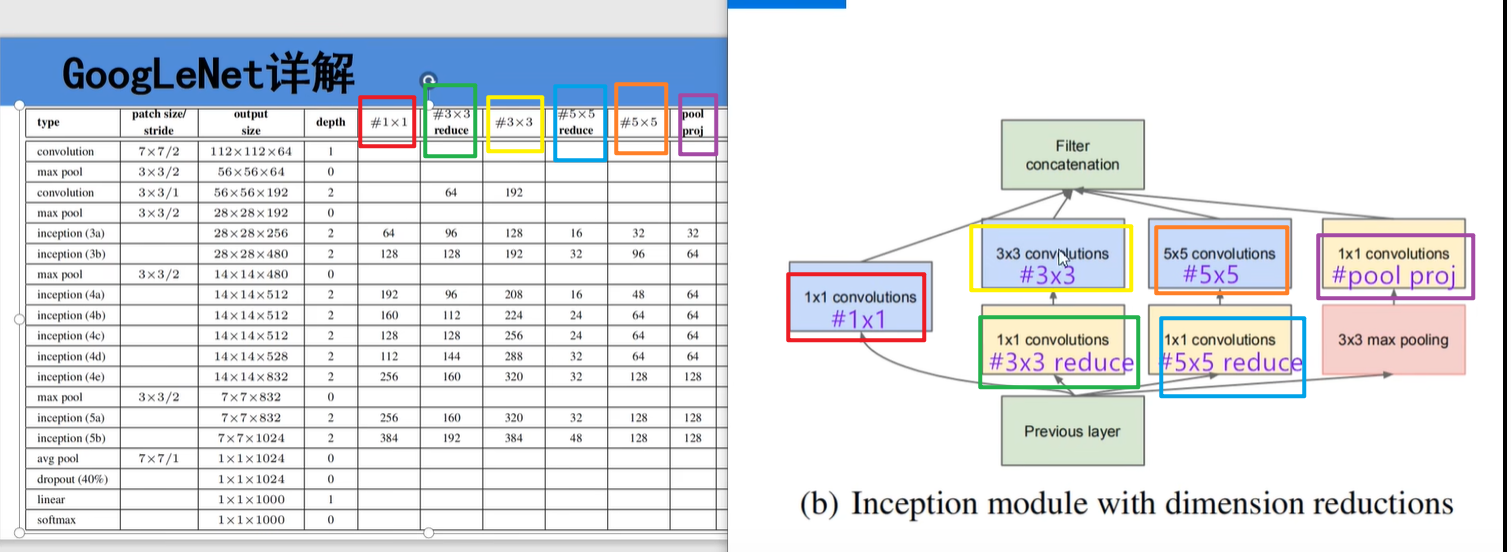 GoogLeNet详解
type patch size/ stride output size depth #1×1 #3×3 reduce #3×3 #5×5 reduce #5×5 pool proj
convolution 7×7/2 112×112×64 1
max pool 3×3/2 56×56×64 0
convolution 3×3/1 56×56×192 2 64 192
max pool 3×3/2 28×28×192 0
inception (3a) 28×28×256 2 64 96 128 16 32 32
inception (3b) 28×28×480 2 128 128 192 32 96 64
max pool 3×3/2 14×14×480 0
inception (4a) 14×14×512 2 192 96 208 16 48 64
inception (4b) 14×14×512 2 160 112 224 24 64 64
inception (4c) 14×14×512 2 128 128 256 24 64 64
inception (4d) 14×14×528 2 112 144 288 32 64 64
inception (4e) 14×14×832 2 256 160 320 32 128 128
max pool 3×3/2 7×7×832 0
inception (5a) 7×7×832 2 256 160 320 32 128 128
inception (5b) 7×7×1024 2 384 192 384 48 128 128
avg pool 7×7/1 1×1×1024 0
dropout (40%) 1×1×1024 0
linear 1×1×1000 1
softmax 1×1×1000 0
Filter
concatenation
3x3 convolutions
#3x3
5x5 convolutions
#5x5
1x1 convolutions
#pool proj
1x1 convolutions
#1x1
1x1 convolutions
#3x3 reduce
1x1 convolutions
#5x5 reduce
3x3 max pooling
Previous layer
(b) Inception module with dimension reductions